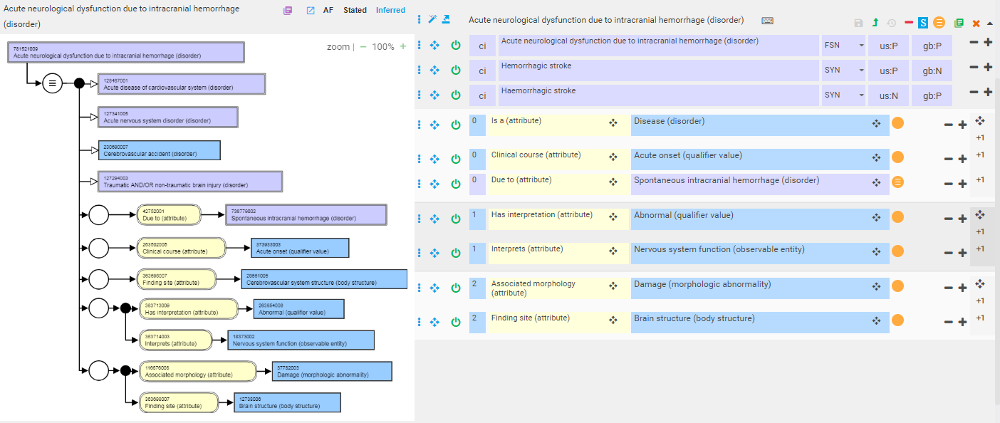 Acute neurological dysfunction due to intracranial hemorrhage
(disorder)
AF Stated Inferred
zoom | − 100% +
781521009
Acute neurological dysfunction due to intracranial hemorrhage (disorder)
128487001
Acute disease of cardiovascular system (disorder)
127341005
Acute nervous system disorder (disorder)
230690007
Cerebrovascular accident (disorder)
127294003
Traumatic AND/OR non-traumatic brain injury (disorder)
42752001
Due to (attribute)
738779002
Spontaneous intracranial hemorrhage (disorder)
263502005
Clinical course (attribute)
373933003
Acute onset (qualifier value)
363698007
Finding site (attribute)
28661005
Cerebrovascular system structure (body structure)
363713009
Has interpretation (attribute)
263654008
Abnormal (qualifier value)
363714003
Interprets (attribute)
18373002
Nervous system function (observable entity)
116676008
Associated morphology (attribute)
37782003
Damage (morphologic abnormality)
363698007
Finding site (attribute)
12738006
Brain structure (body structure)
Acute neurological dysfunction due to intracranial hemorrhage (disorder)
S
ci Acute neurological dysfunction due to intracranial hemorrhage (disorder) FSN us:P gb:P
ci Hemorrhagic stroke SYN us:P gb:N
ci Haemorrhagic stroke SYN us:N gb:P
0 Is a (attribute) Disease (disorder)
+1
0 Clinical course (attribute) Acute onset (qualifier value) +1
0 Due to (attribute) Spontaneous intracranial hemorrhage (disorder) +1
1 Has interpretation (attribute) Abnormal (qualifier value)
+1
1 Interprets (attribute) Nervous system function (observable entity) +1
2 Associated morphology Damage (morphologic abnormality)
(attribute)
+1
2 Finding site (attribute) Brain structure (body structure) +1